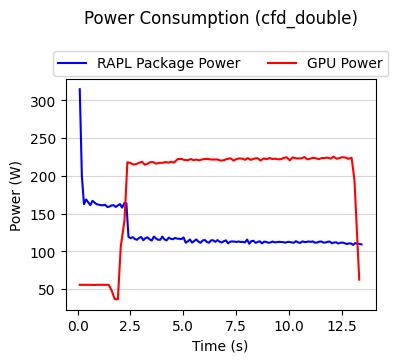 Power Consumption (cfd_double)
RAPL Package Power GPU Power
300
250
200
150
100
50
Power (W)
0.0 2.5 5.0 7.5 10.0 12.5
Time (s)